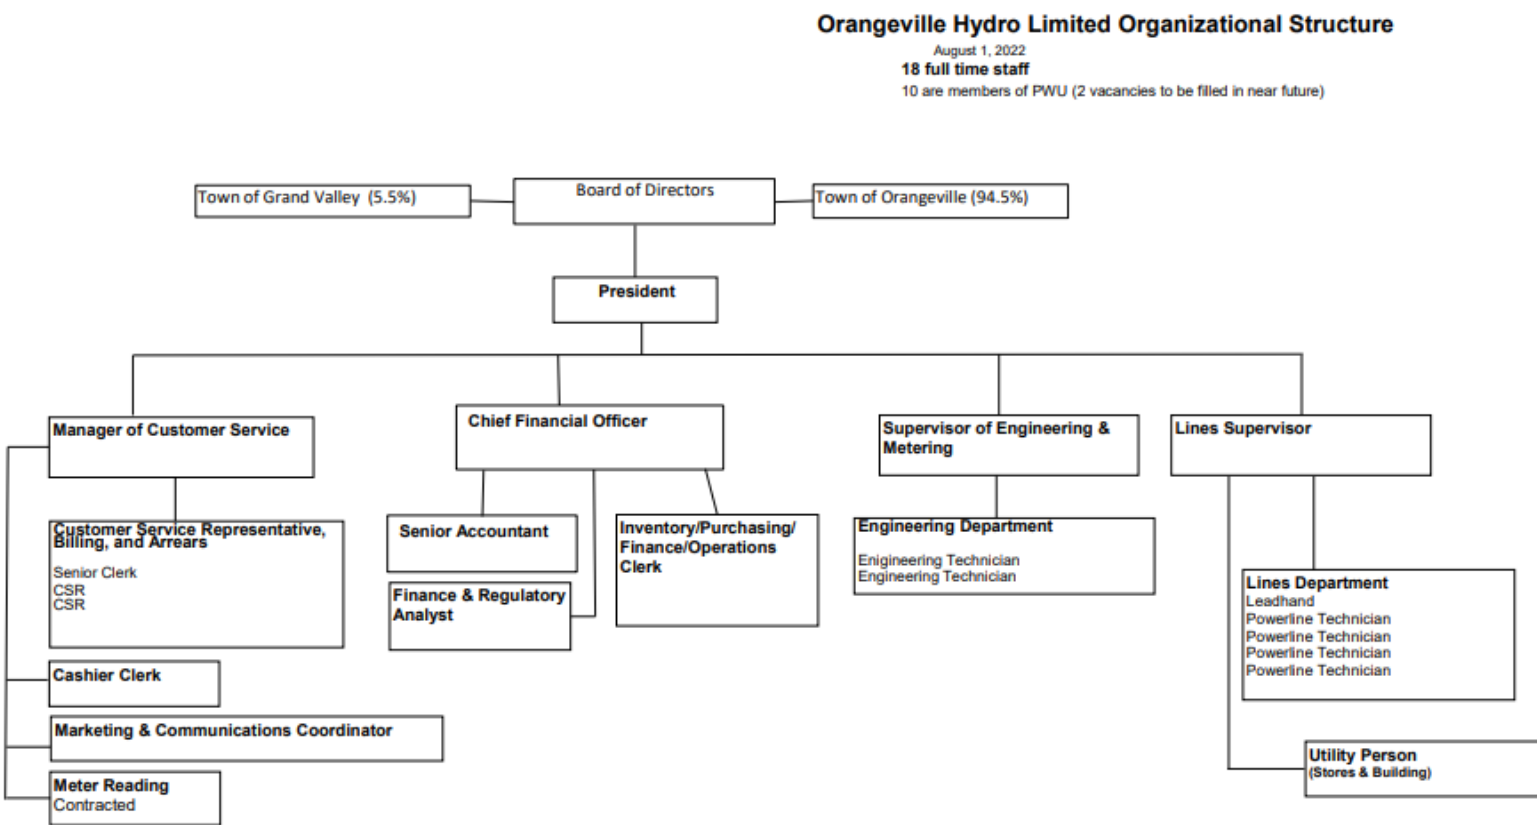 Orangeville Hydro Limited Organizational Structure
August 1, 2022
18 full time staff
10 are members of PWU (2 vacancies to be filled in near future)
Town of Grand Valley (5.5%)
Board of Directors
Town of Orangeville (94.5%)
President
Manager of Customer Service
Chief Financial Officer
Supervisor of Engineering &
Metering
Lines Supervisor
Customer Service Representative,
Billing, and Arrears
Senior Clerk
CSR
CSR
Senior Accountant
Finance & Regulatory
Analyst
Inventory/Purchasing/
Finance/Operations
Clerk
Engineering Department
Enigineering Technician
Engineering Technician
Lines Department
Leadhand
Powerline Technician
Powerline Technician
Powerline Technician
Powerline Technician
Cashier Clerk
Marketing & Communications Coordinator
Meter Reading
Contracted
Utility Person
(Stores & Building)